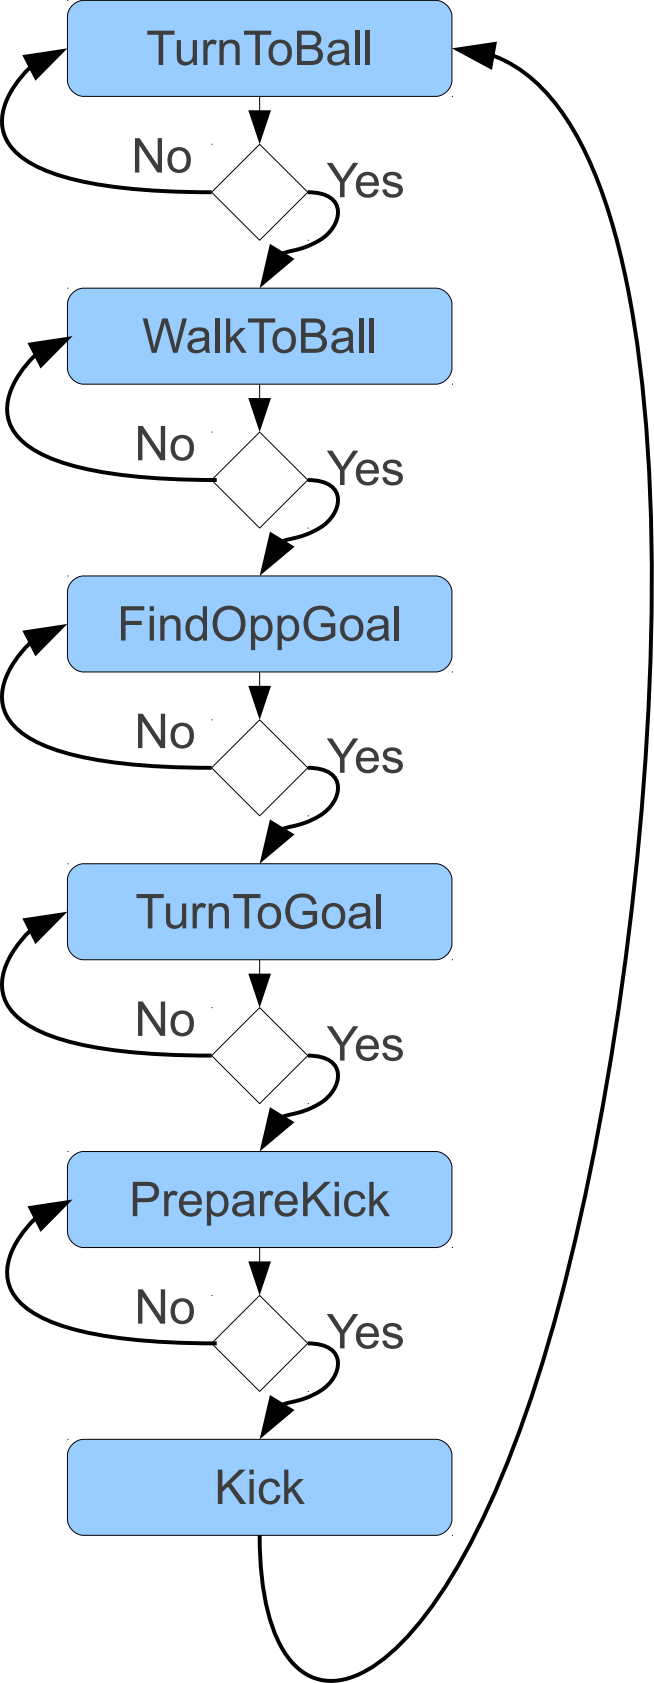 TurnToBall
No
Yes
WalkToBall
No
Yes
FindOppGoal
No
Yes
TurnToGoal
No
Yes
PrepareKick
No
Yes
Kick